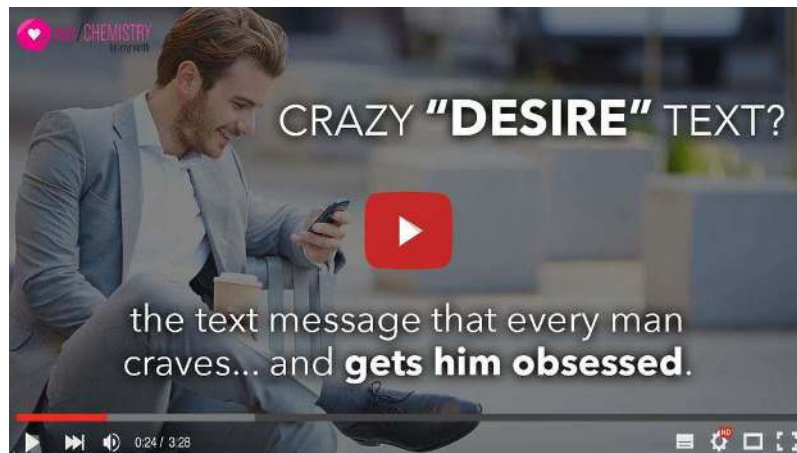 CHEMISTRY
CRAZY "DESIRE" TEXT?
the text message that every man
craves... and gets him obsessed.
0:24 / 3:28
HD